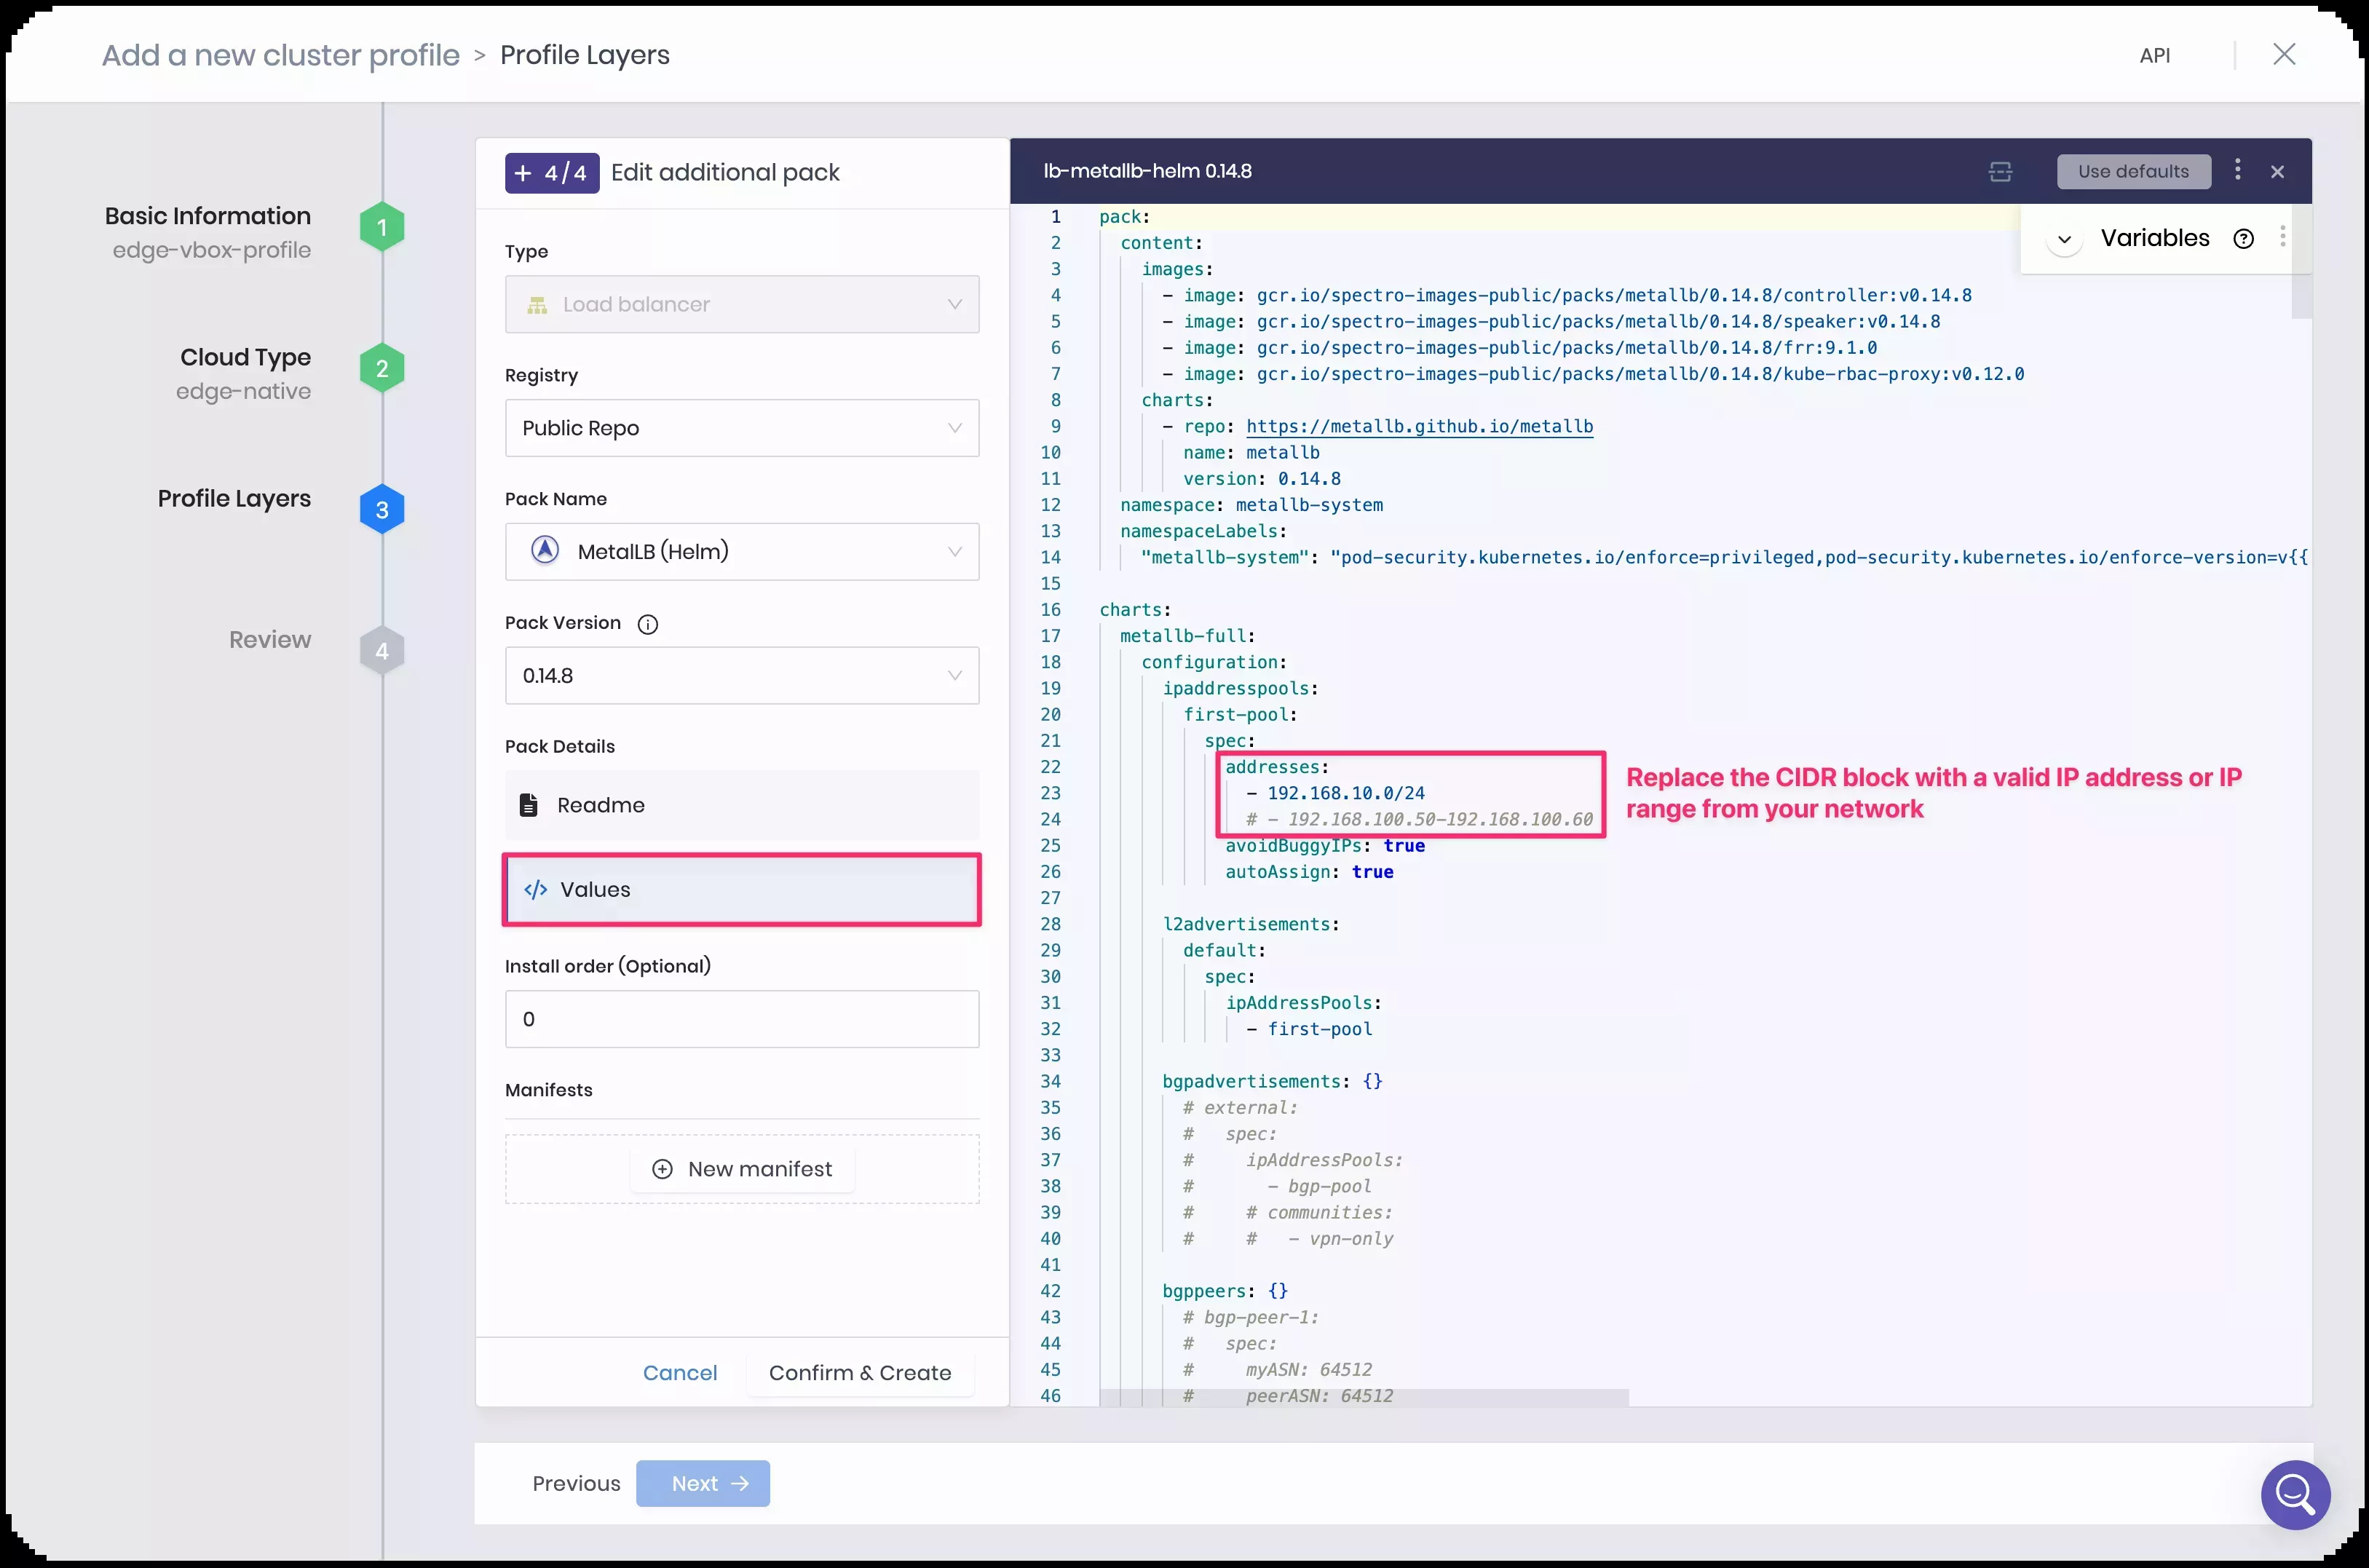 Add a new cluster profile > Profile Layers
API
Basic Information
edge-vbox-profile
1
Cloud Type
edge-native
2
Profile Layers
3
Review
4
+ 4/4 Edit additional pack
Type
Load balancer
Registry
Public Repo
Pack Name
MetalLB (Helm)
Pack Version
0.14.8
Pack Details
Readme
</> Values
Install order (Optional)
0
Manifests
New manifest
Cancel
Confirm & Create
lb-metallb-helm 0.14.8
Use defaults
Variables
1 pack:
2 content:
3 images:
4 - image: gcr.io/spectro-images-public/packs/metallb/0.14.8/controller:v0.14.8
5 - image: gcr.io/spectro-images-public/packs/metallb/0.14.8/speaker:v0.14.8
6 - image: gcr.io/spectro-images-public/packs/metallb/0.14.8/frr:9.1.0
7 - image: gcr.io/spectro-images-public/packs/metallb/0.14.8/kube-rbac-proxy:v0.12.0
8 charts:
9 - repo: https://metallb.github.io/metallb
10 name: metallb
11 version: 0.14.8
12 namespace: metallb-system
13 namespaceLabels:
14 "metallb-system": "pod-security.kubernetes.io/enforce=privileged,pod-security.kubernetes.io/enforce-version=v{{
15
16 charts:
17 metallb-full:
18 configuration:
19 ipaddresspools:
20 first-pool:
21 spec:
22 addresses:
23 - 192.168.10.0/24
24 # - 192.168.100.50-192.168.100.60
25 avoidBuggyIPs: true
26 autoAssign: true
27
28 l2advertisements:
29 default:
30 spec:
31 ipAddressPools:
32 - first-pool
33
34 bgpadvertisements: {}
35 # external:
36 # spec:
37 # ipAddressPools:
38 # - bgp-pool
39 # # communities:
40 # # - vpn-only
41
42 bgppeers: {}
43 # bgp-peer-1:
44 # spec:
45 # myASN: 64512
46 # peerASN: 64512
Replace the CIDR block with a valid IP address or IP
range from your network
Previous
Next →